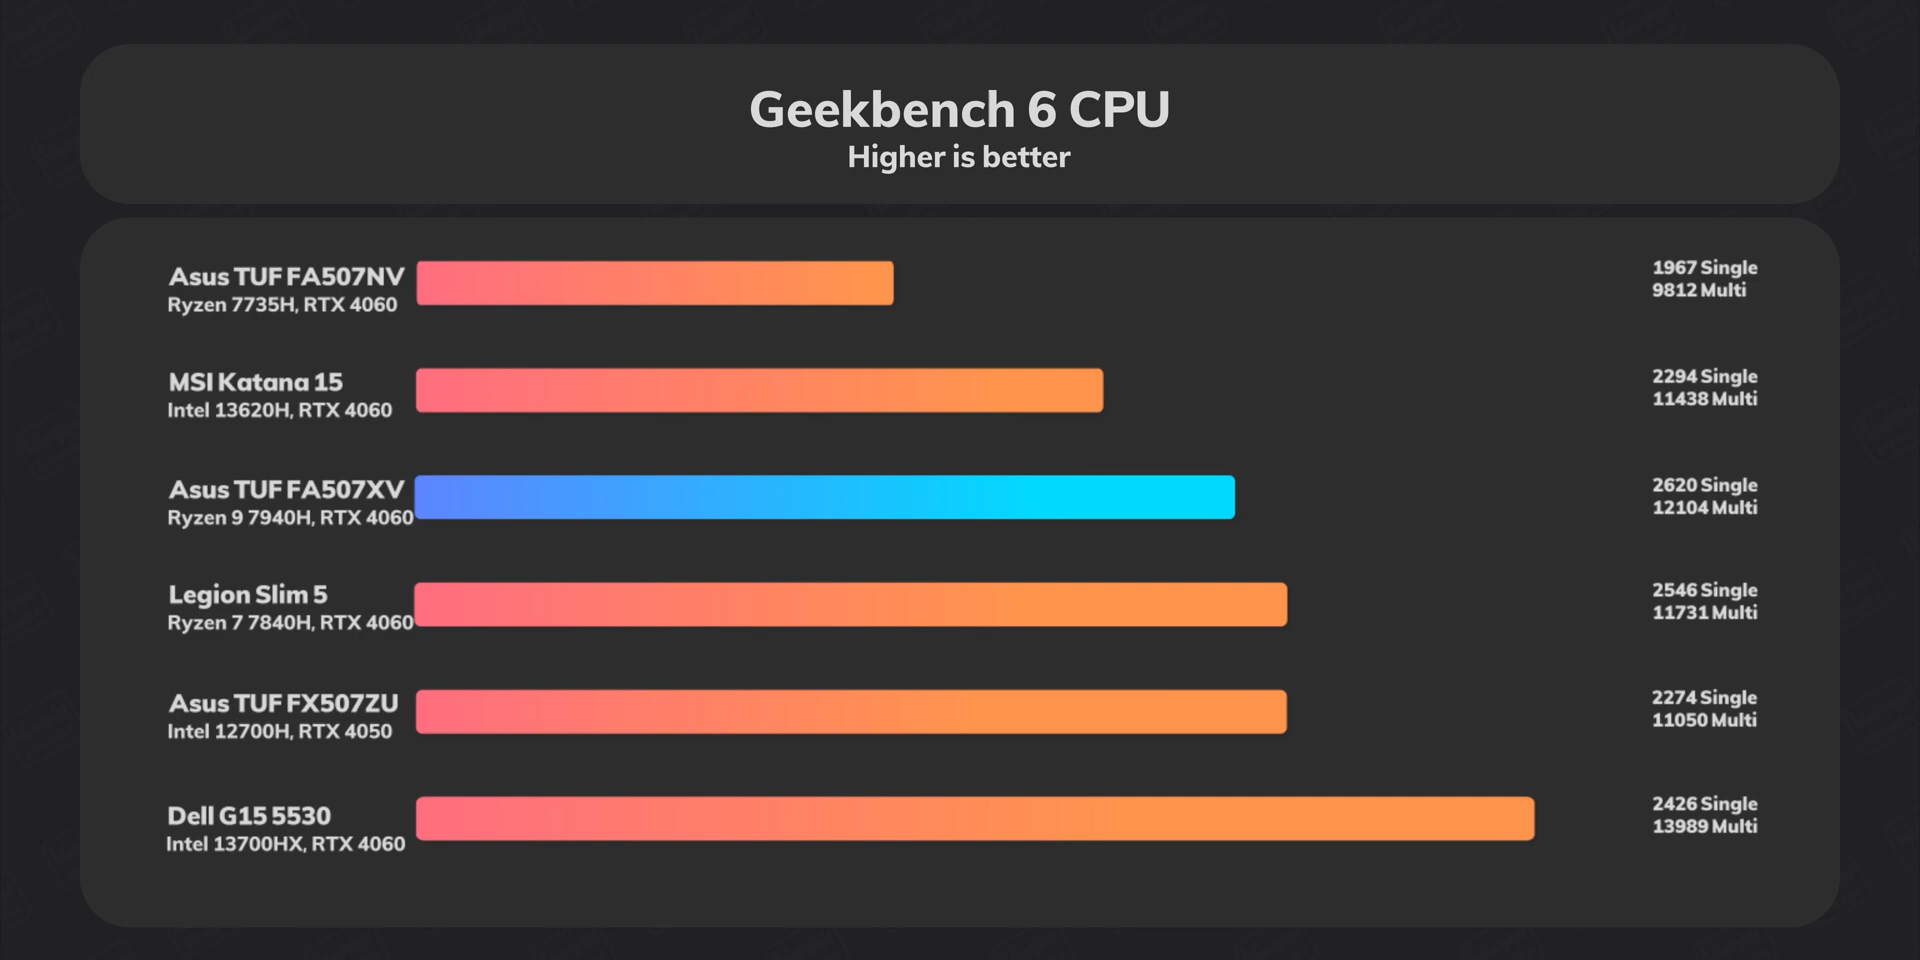 Geekbench 6 CPU
Higher is better
Asus TUF FA507NV
Ryzen 7735H, RTX 4060
1967 Single
9812 Multi
MSI Katana 15
Intel 13620H, RTX 4060
2294 Single
11438 Multi
Asus TUF FA507XV
Ryzen 9 7940H, RTX 4060
2620 Single
12104 Multi
Legion Slim 5
Ryzen 7 7840H, RTX 4060
2546 Single
11731 Multi
Asus TUF FX507ZU
Intel 12700H, RTX 4050
2274 Single
11050 Multi
Dell G15 5530
Intel 13700HX, RTX 4060
2426 Single
13989 Multi